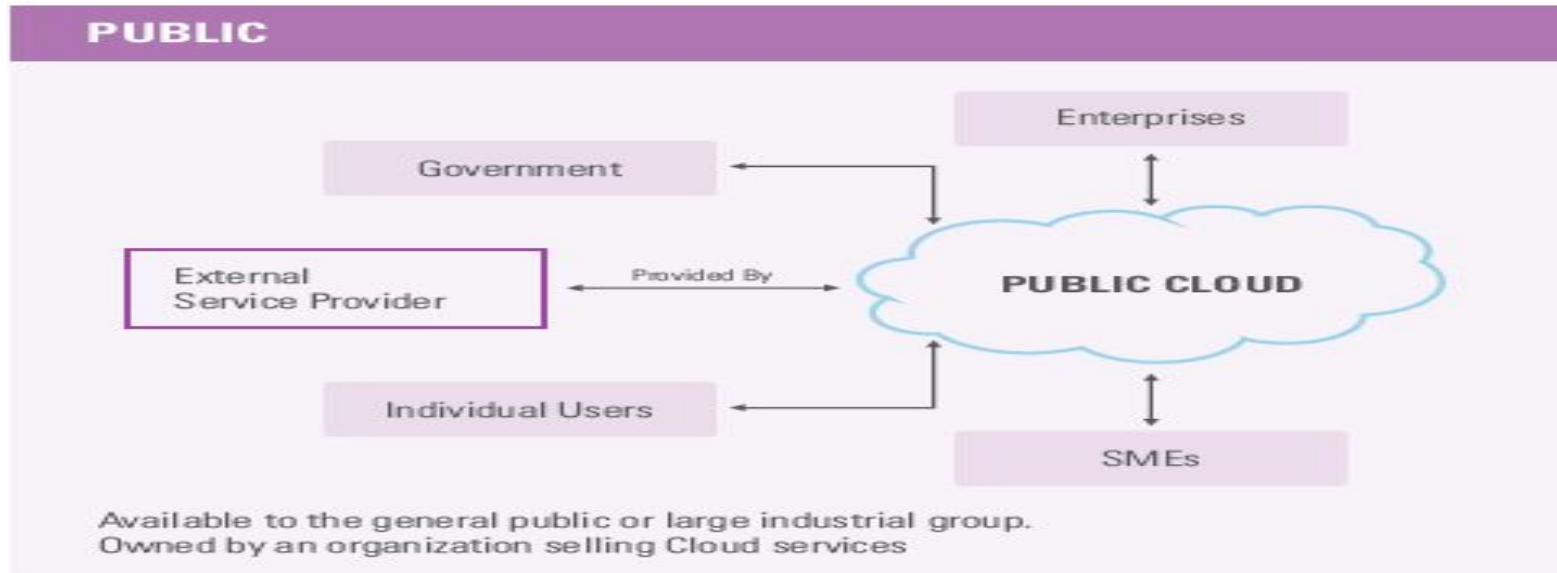 PUBLIC
Enterprises
Government
External
Service Provider
Provided By
PUBLIC CLOUD
Individual Users
SMEs
Available to the general public or large industrial group.
Owned by an organization selling Cloud services